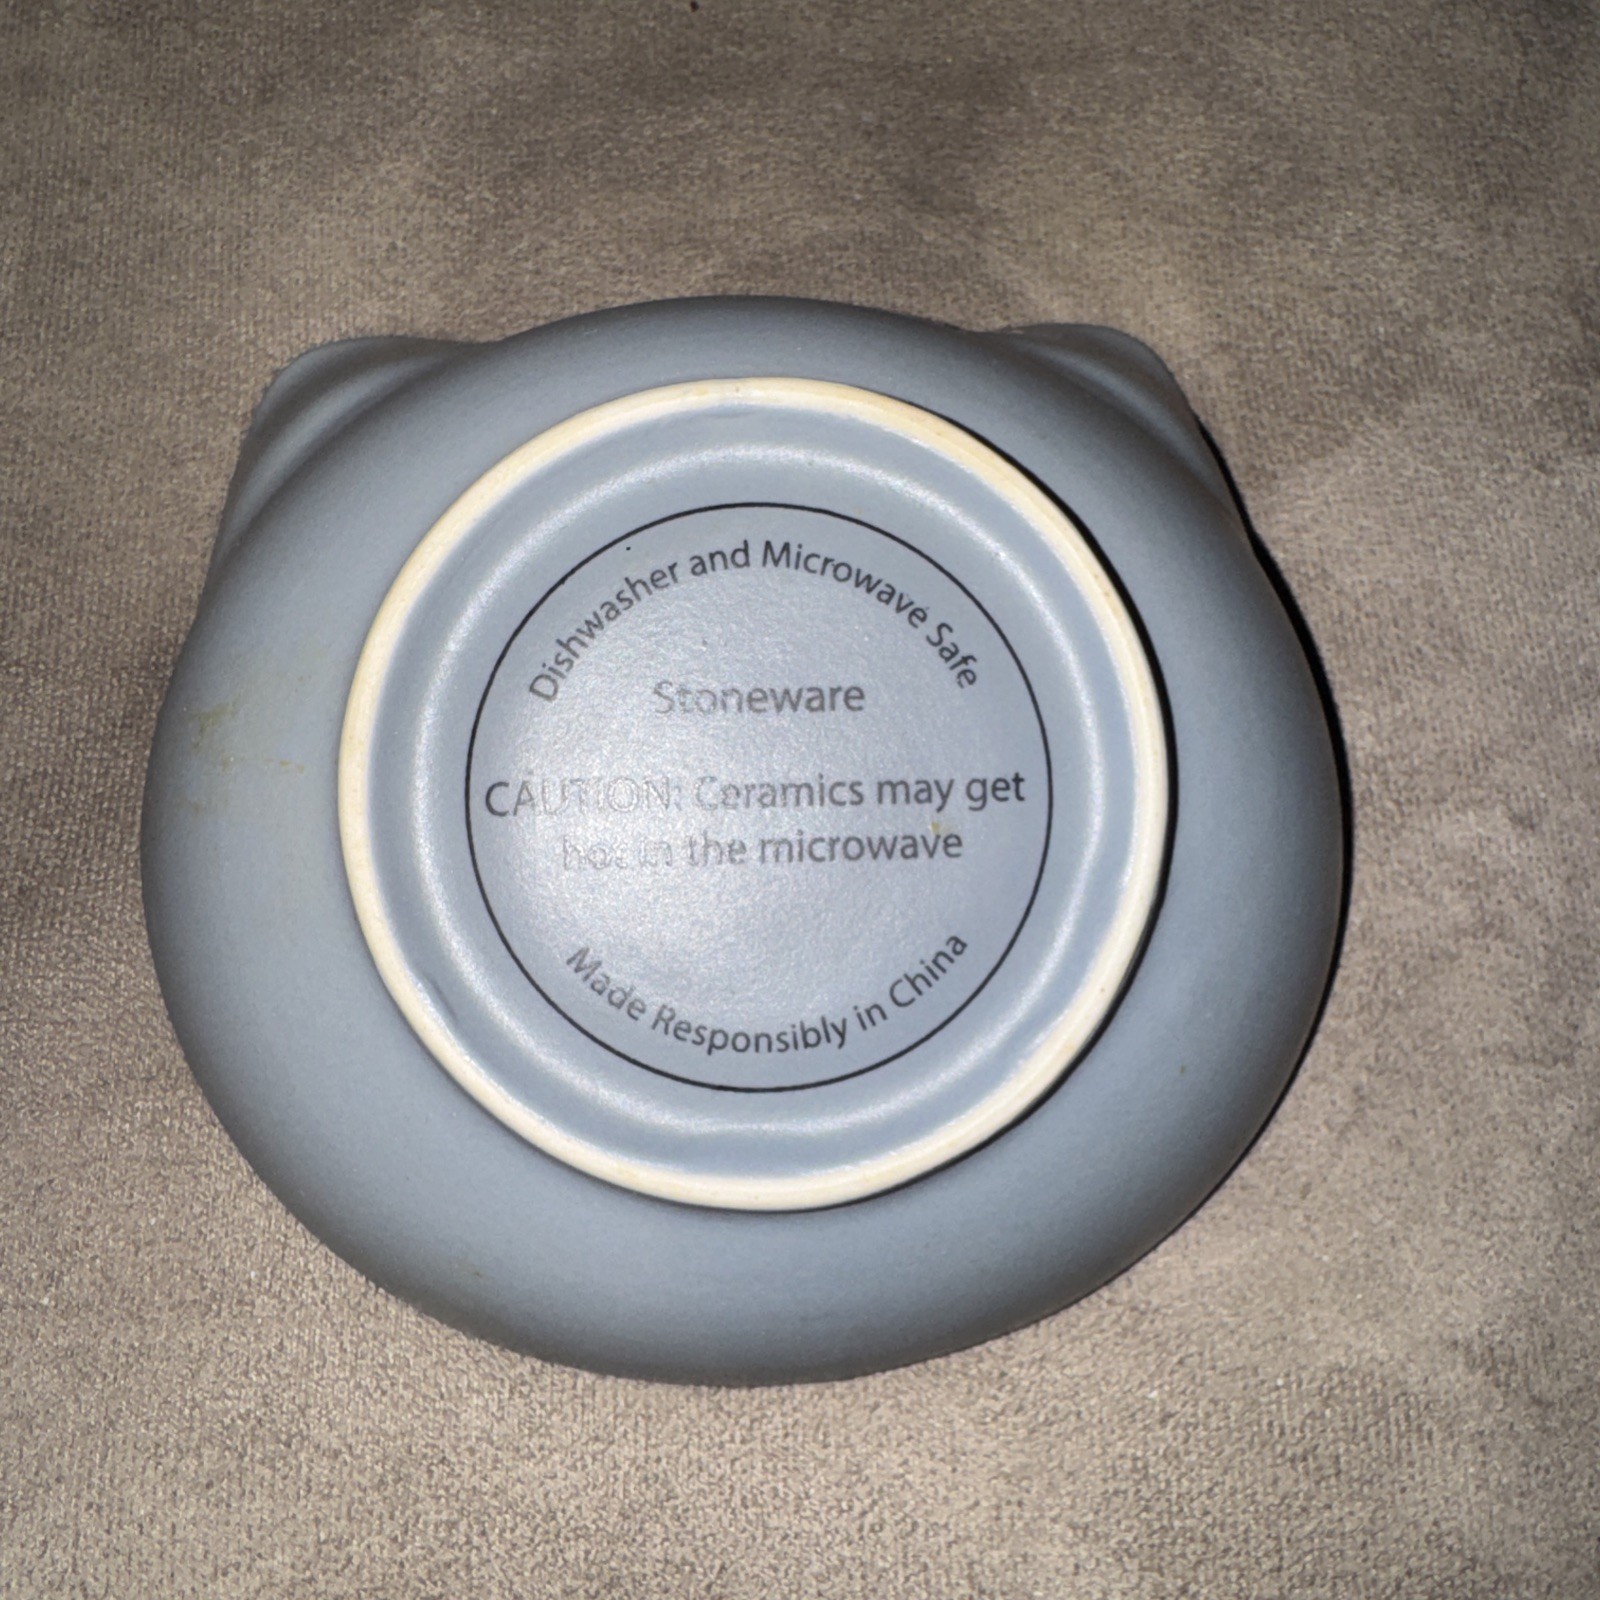 Dishwasher and Microwave Safe
Stoneware
CAUTION: Ceramics may get
hot in the microwave
Made Responsibly in China